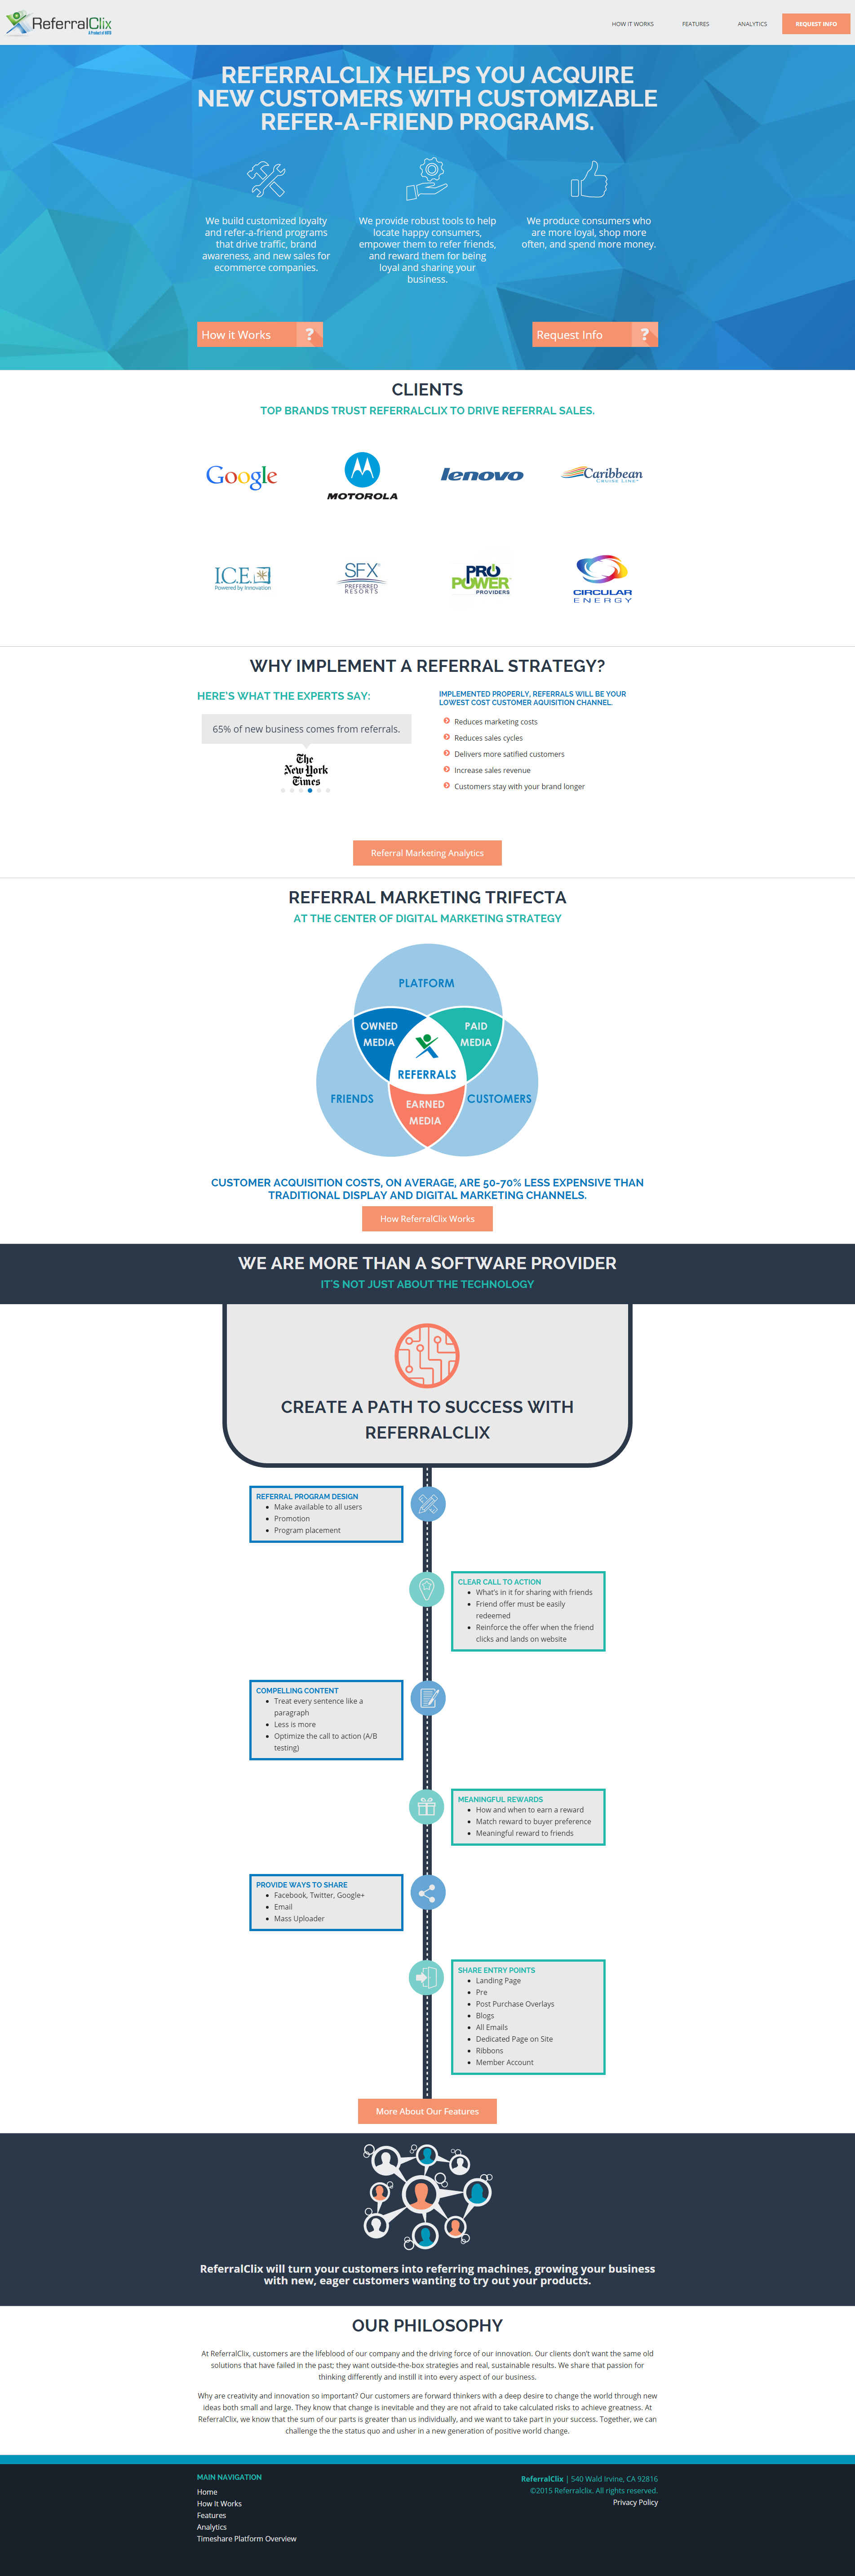 ReferralClix
A Product of
HOW IT WORKS
FEATURES
ANALYTICS
REQUEST INFO
REFERRALCLIX HELPS YOU ACQUIRE
NEW CUSTOMERS WITH CUSTOMIZABLE
REFER-A-FRIEND PROGRAMS.
We build customized loyalty
and refer-a-friend programs
that drive traffic, brand
awareness, and new sales for
ecommerce companies.
We provide robust tools to help
locate happy consumers,
empower them to refer friends,
and reward them for being
loyal and sharing your
business.
We produce consumers who
are more loyal, shop more
often, and spend more money.
How it Works ?
Request Info ?
CLIENTS
TOP BRANDS TRUST REFERRALCLIX TO DRIVE REFERRAL SALES.
Google
MOTOROLA
lenovo
Caribbean
CRUISE LINE
I.C.E.
Powered by Innovation
SFX
PREFERRED
RESORTS
PRO
POWER
PROVIDERS
CIRCULAR
ENERGY
WHY IMPLEMENT A REFERRAL STRATEGY?
HERE'S WHAT THE EXPERTS SAY:
65% of new business comes from referrals.
The
New York
Times
IMPLEMENTED PROPERLY, REFERRALS WILL BE YOUR
LOWEST COST CUSTOMER AQUISITION CHANNEL.
Reduces marketing costs
Reduces sales cycles
Delivers more satified customers
Increase sales revenue
Customers stay with your brand longer
Referral Marketing Analytics
REFERRAL MARKETING TRIFECTA
AT THE CENTER OF DIGITAL MARKETING STRATEGY
PLATFORM
OWNED
MEDIA
PAID
MEDIA
REFERRALS
FRIENDS
EARNED
MEDIA
CUSTOMERS
CUSTOMER ACQUISITION COSTS, ON AVERAGE, ARE 50-70% LESS EXPENSIVE THAN
TRADITIONAL DISPLAY AND DIGITAL MARKETING CHANNELS.
How ReferralClix Works
WE ARE MORE THAN A SOFTWARE PROVIDER
IT'S NOT JUST ABOUT THE TECHNOLOGY
CREATE A PATH TO SUCCESS WITH
REFERRALCLIX
REFERRAL PROGRAM DESIGN
Make available to all users
Promotion
Program placement
CLEAR CALL TO ACTION
What's in it for sharing with friends
Friend offer must be easily
redeemed
Reinforce the offer when the friend
clicks and lands on website
COMPELLING CONTENT
Treat every sentence like a
paragraph
Less is more
Optimize the call to action (A/B
testing)
MEANINGFUL REWARDS
How and when to earn a reward
Match reward to buyer preference
Meaningful reward to friends
PROVIDE WAYS TO SHARE
Facebook, Twitter, Google+
Email
Mass Uploader
SHARE ENTRY POINTS
Landing Page
Pre
Post Purchase Overlays
Blogs
All Emails
Dedicated Page on Site
Ribbons
Member Account
More About Our Features
ReferralClix will turn your customers into referring machines, growing your business
with new, eager customers wanting to try out your products.
OUR PHILOSOPHY
At ReferralClix, customers are the lifeblood of our company and the driving force of our innovation. Our clients don't want the same old
solutions that have failed in the past; they want outside-the-box strategies and real, sustainable results. We share that passion for
thinking differently and instill it into every aspect of our business.
Why are creativity and innovation so important? Our customers are forward thinkers with a deep desire to change the world through new
ideas both small and large. They know that change is inevitable and they are not afraid to take calculated risks to achieve greatness. At
ReferralClix, we know that the sum of our parts is greater than us individually, and we want to take part in your success. Together, we can
challenge the the status quo and usher in a new generation of positive world change.
MAIN NAVIGATION
Home
How It Works
Features
Analytics
Timeshare Platform Overview
ReferralClix | 540 Wald Irvine, CA 92816
©2015 Referralclix. All rights reserved.
Privacy Policy